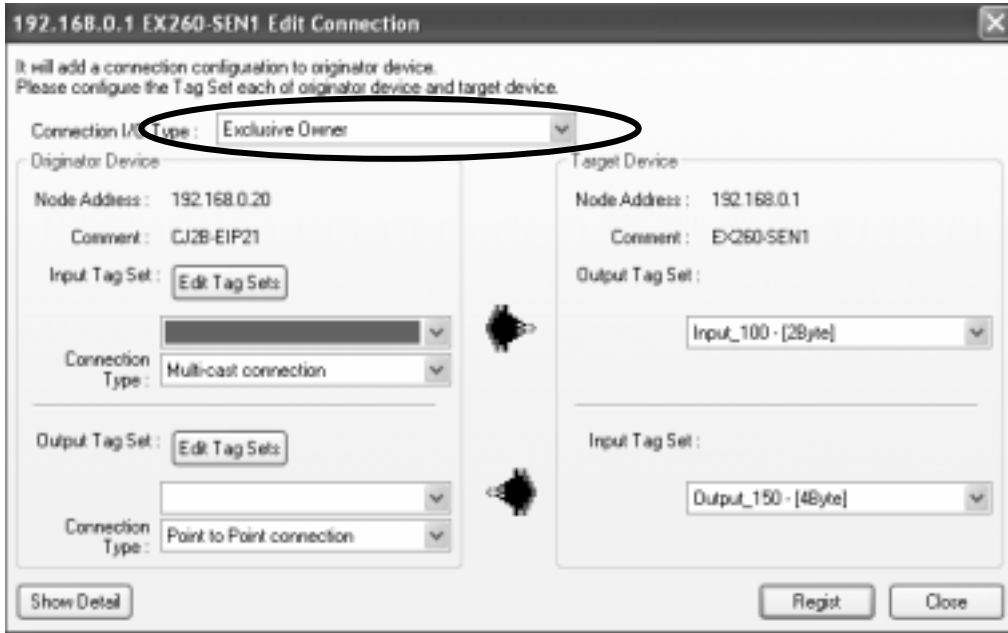 192.168.0.1 EX260-SEN1 Edit Connection
It will add a connection configuration to originator device.
Please configure the Tag Set each of originator device and target device.
Connection I/O Type : Exclusive Owner
Originator Device
Node Address : 192.168.0.20
Comment : CJ2B-EIP21
Input Tag Set : Edit Tag Sets
Connection Type : Multi-cast connection
Output Tag Set : Edit Tag Sets
Connection Type : Point to Point connection
Target Device
Node Address : 192.168.0.1
Comment : EX260-SEN1
Output Tag Set :
Input_100 - [2Byte]
Input Tag Set :
Output_150 - [4Byte]
Show Detail
Regist
Close